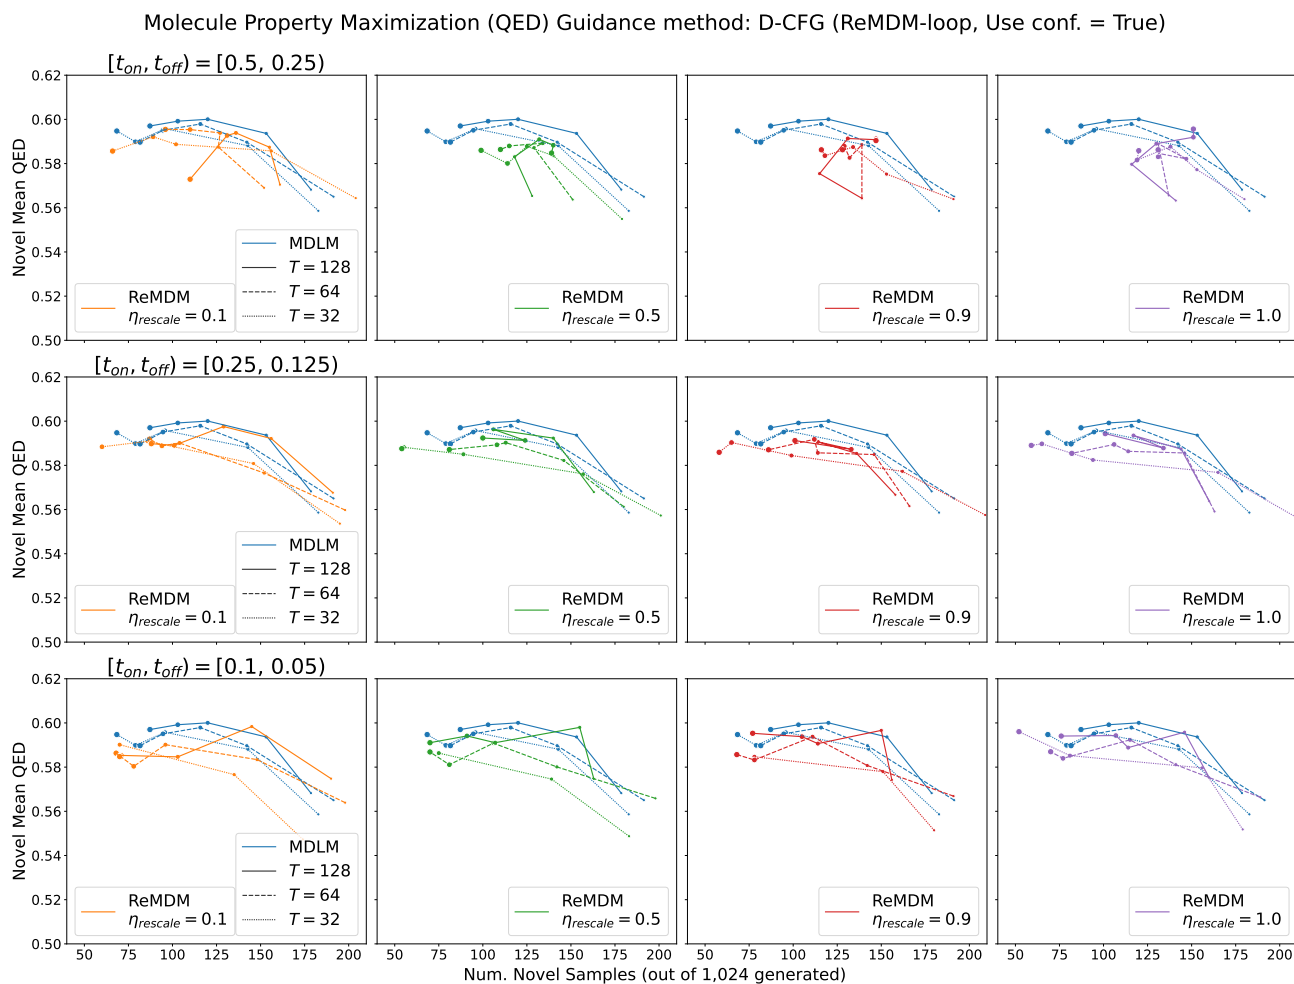 Molecule Property Maximization (QED) Guidance method: D-CFG (ReMDM-loop, Use conf. = True)
[t_on, t_off) = [0.5, 0.25)
0.62
0.60
0.58
0.56
0.54
0.52
0.50
Novel Mean QED
ReMDM
η_rescale = 0.1
MDLM
T = 128
T = 64
T = 32
ReMDM
η_rescale = 0.5
ReMDM
η_rescale = 0.9
ReMDM
η_rescale = 1.0
[t_on, t_off) = [0.25, 0.125)
0.62
0.60
0.58
0.56
0.54
0.52
0.50
Novel Mean QED
ReMDM
η_rescale = 0.1
MDLM
T = 128
T = 64
T = 32
ReMDM
η_rescale = 0.5
ReMDM
η_rescale = 0.9
ReMDM
η_rescale = 1.0
[t_on, t_off) = [0.1, 0.05)
0.62
0.60
0.58
0.56
0.54
0.52
0.50
Novel Mean QED
ReMDM
η_rescale = 0.1
MDLM
T = 128
T = 64
T = 32
ReMDM
η_rescale = 0.5
ReMDM
η_rescale = 0.9
ReMDM
η_rescale = 1.0
50 75 100 125 150 175 200
50 75 100 125 150 175 200
50 75 100 125 150 175 200
50 75 100 125 150 175 200
Num. Novel Samples (out of 1,024 generated)